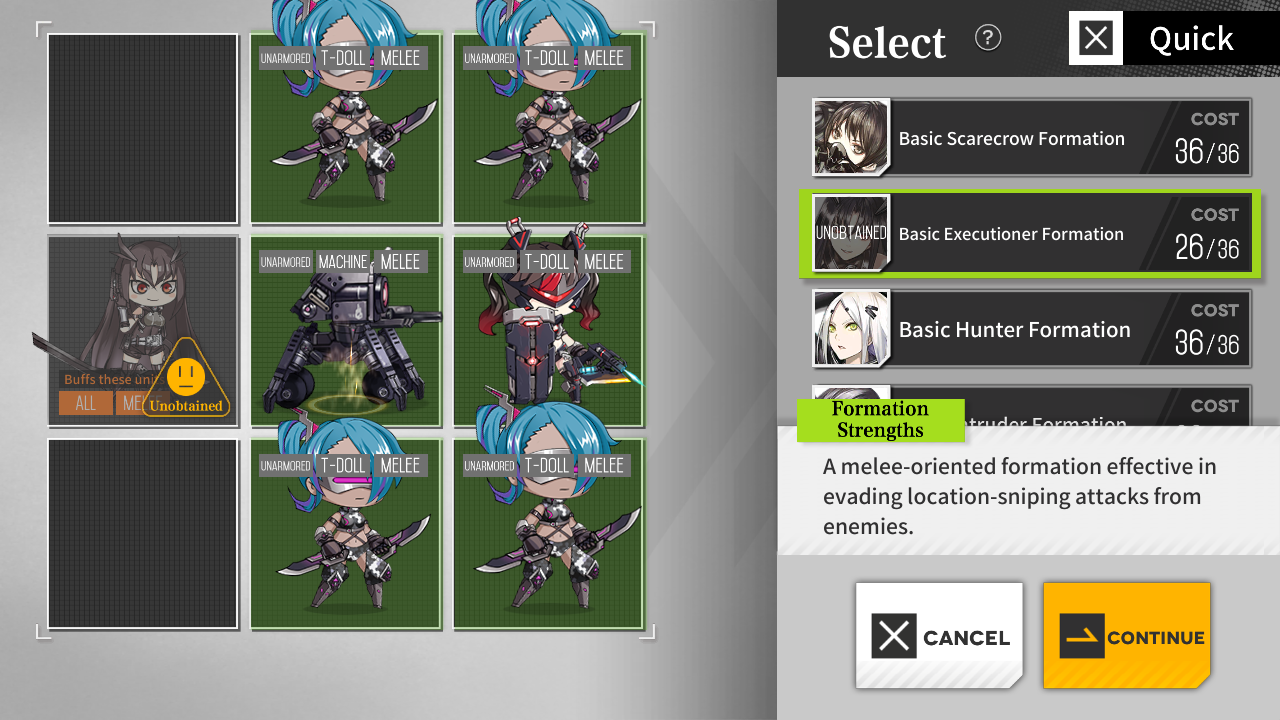 UNARMORED T-DOLL MELEE
UNARMORED T-DOLL MELEE
UNARMORED MACHINE MELEE
UNARMORED T-DOLL MELEE
Buffs these
ALL
Unobtained
UNARMORED T-DOLL MELEE
UNARMORED T-DOLL MELEE
Select
?
Quick
Basic Scarecrow Formation
COST
36/36
UNOBTAINED
Basic Executioner Formation
COST
26/36
Basic Hunter Formation
COST
36/36
Formation
COST
Formation
Strengths
A melee-oriented formation effective in
evading location-sniping attacks from
enemies.
CANCEL
CONTINUE